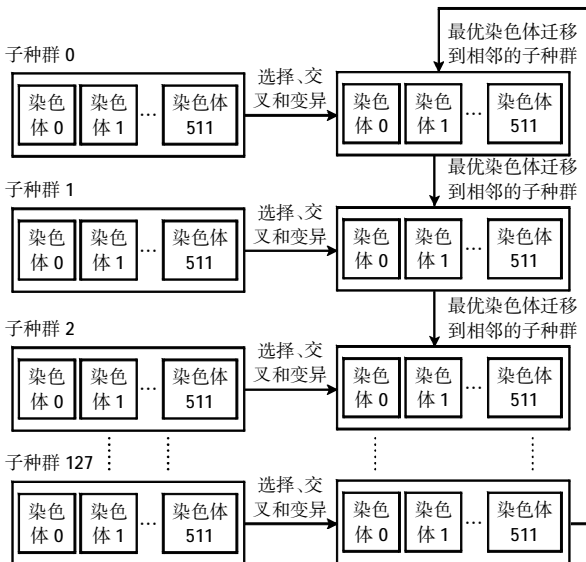 最优染色体迁移
到相邻的子种群
子种群 0
染色
体 0
染色
体 1
...
染色体
511
选择、交
叉和变异
染色
体 0
染色
体 1
...
染色体
511
最优染色体迁移
到相邻的子种群
子种群 1
染色
体 0
染色
体 1
...
染色体
511
选择、交
叉和变异
染色
体 0
染色
体 1
...
染色体
511
最优染色体迁移
到相邻的子种群
子种群 2
染色
体 0
染色
体 1
...
染色体
511
选择、交
叉和变异
染色
体 0
染色
体 1
...
染色体
511
子种群 127
染色
体 0
染色
体 1
...
染色体
511
选择、交
叉和变异
染色
体 0
染色
体 1
...
染色体
511